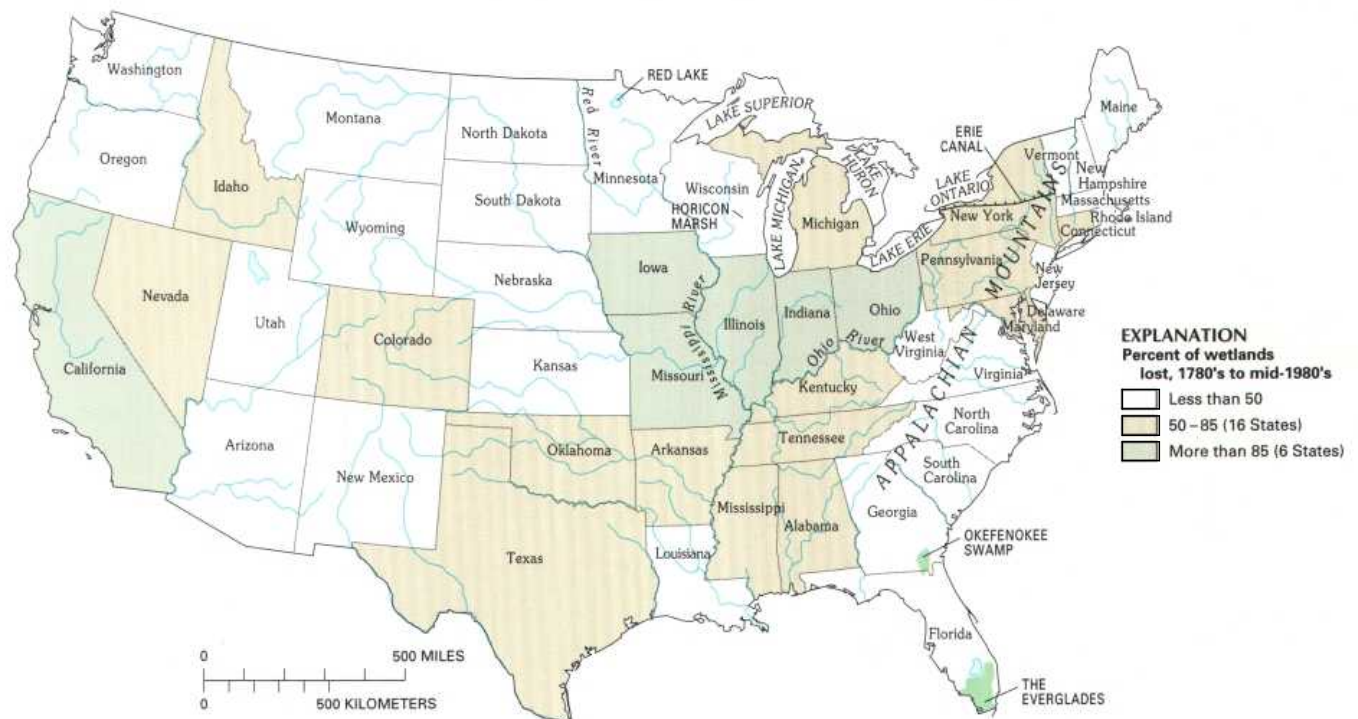 Washington
Oregon
Idaho
Montana
North Dakota
South Dakota
Wyoming
Nebraska
Nevada
Utah
Colorado
Kansas
California
Arizona
New Mexico
Oklahoma
Texas
Red River
RED LAKE
Minnesota
LAKE SUPERIOR
Wisconsin
HORICON
MARSH
LAKE MICHIGAN
LAKE
HURON
Michigan
Iowa
Illinois
Indiana
Ohio
Missouri
Mississippi River
Ohio River
LAKE ERIE
LAKE
ONTARIO
ERIE
CANAL
Maine
Vermont
New
Hampshire
Massachusetts
Rhode Island
Connecticut
New York
Pennsylvania
New
Jersey
Delaware
Maryland
West
Virginia
Virginia
Kentucky
Tennessee
North
Carolina
South
Carolina
APPALACHIAN MOUNTAINS
Arkansas
Mississippi
Alabama
Georgia
Louisiana
OKEFENOKEE
SWAMP
Florida
THE
EVERGLADES
EXPLANATION
Percent of wetlands
lost, 1780's to mid-1980's
Less than 50
50–85 (16 States)
More than 85 (6 States)
0 500 MILES
0 500 KILOMETERS